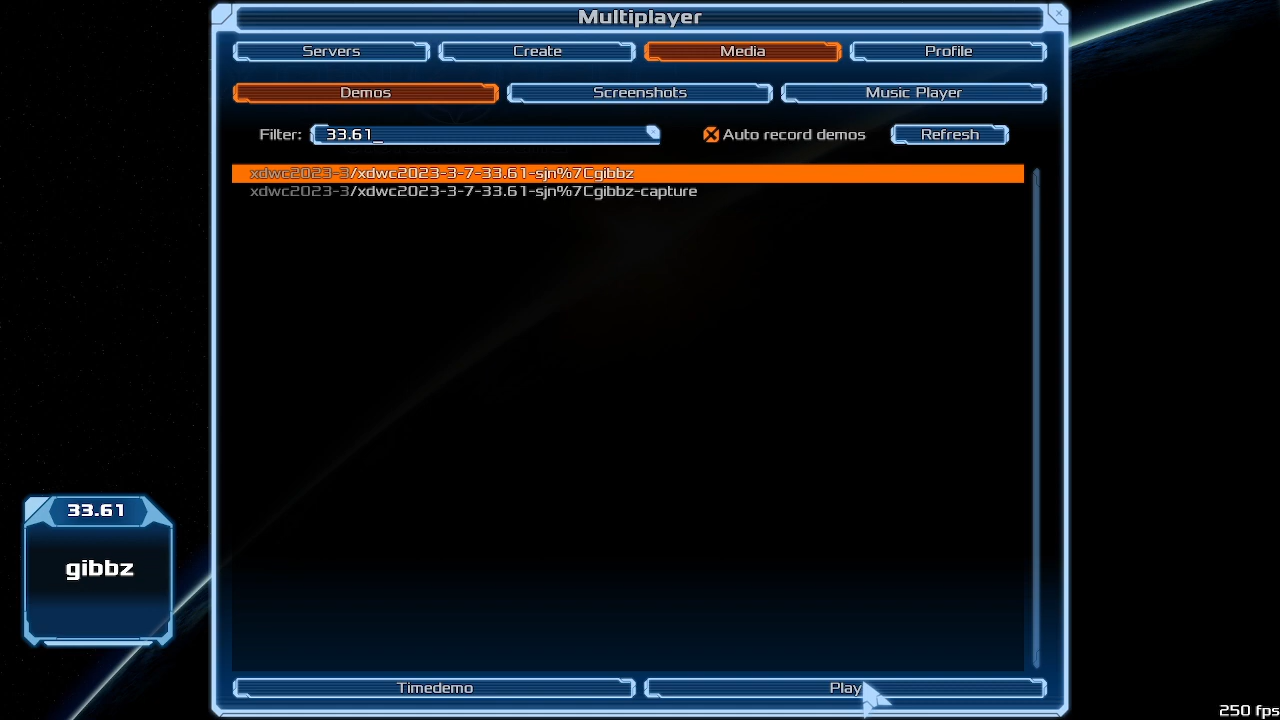 Multiplayer
Servers Create Media Profile
Demos Screenshots Music Player
Filter: 33.61_ Auto record demos Refresh
xdwc2023-3/xdwc2023-3-7-33.61-sjn%7Cgibbz
xdwc2023-3/xdwc2023-3-7-33.61-sjn%7Cgibbz-capture
33.61
gibbz
Timedemo Play
250 fps